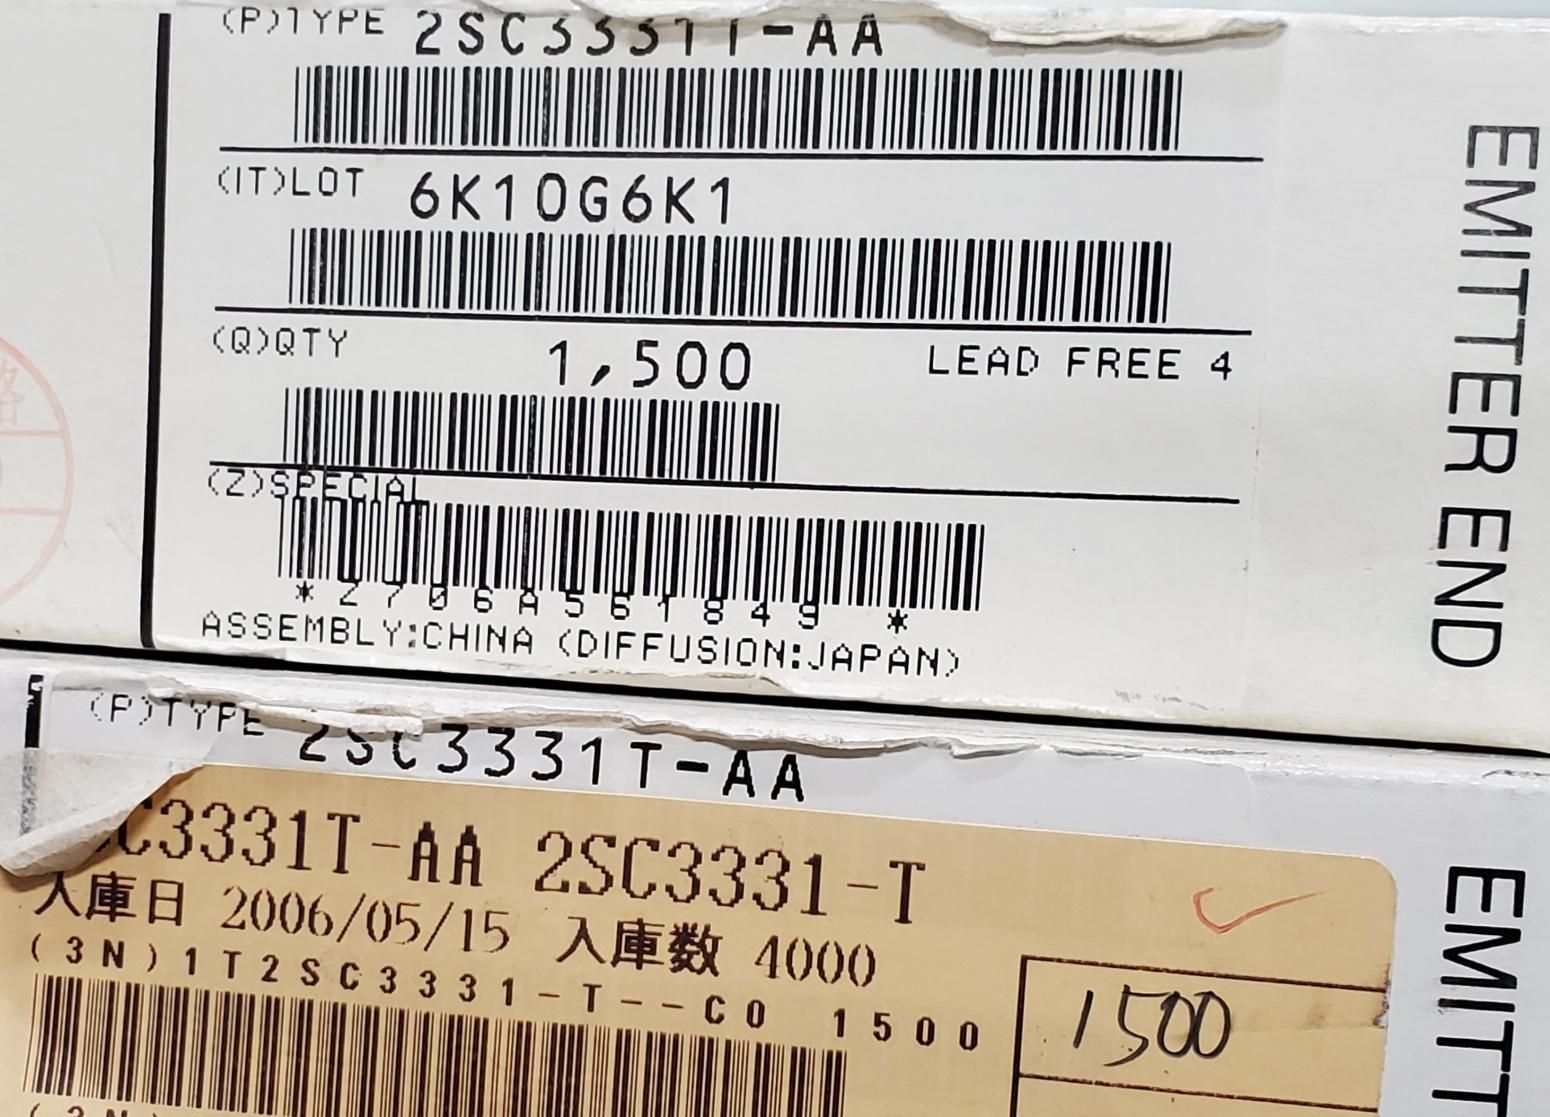 (P)TYPE 2SC3331T-AA
(IT)LOT 6K10G6K1
(Q)QTY 1,500 LEAD FREE 4
(Z)SPECIAL
*Z706A561849 *
ASSEMBLY:CHINA (DIFFUSION:JAPAN)
EMITTER END
(P)TYPE 2SC3331T-AA
C3331T-AA 2SC3331-T
入庫日 2006/05/15 入庫数 4000
(3N)1T2SC3331-T--C0 1500
1500
EMITT